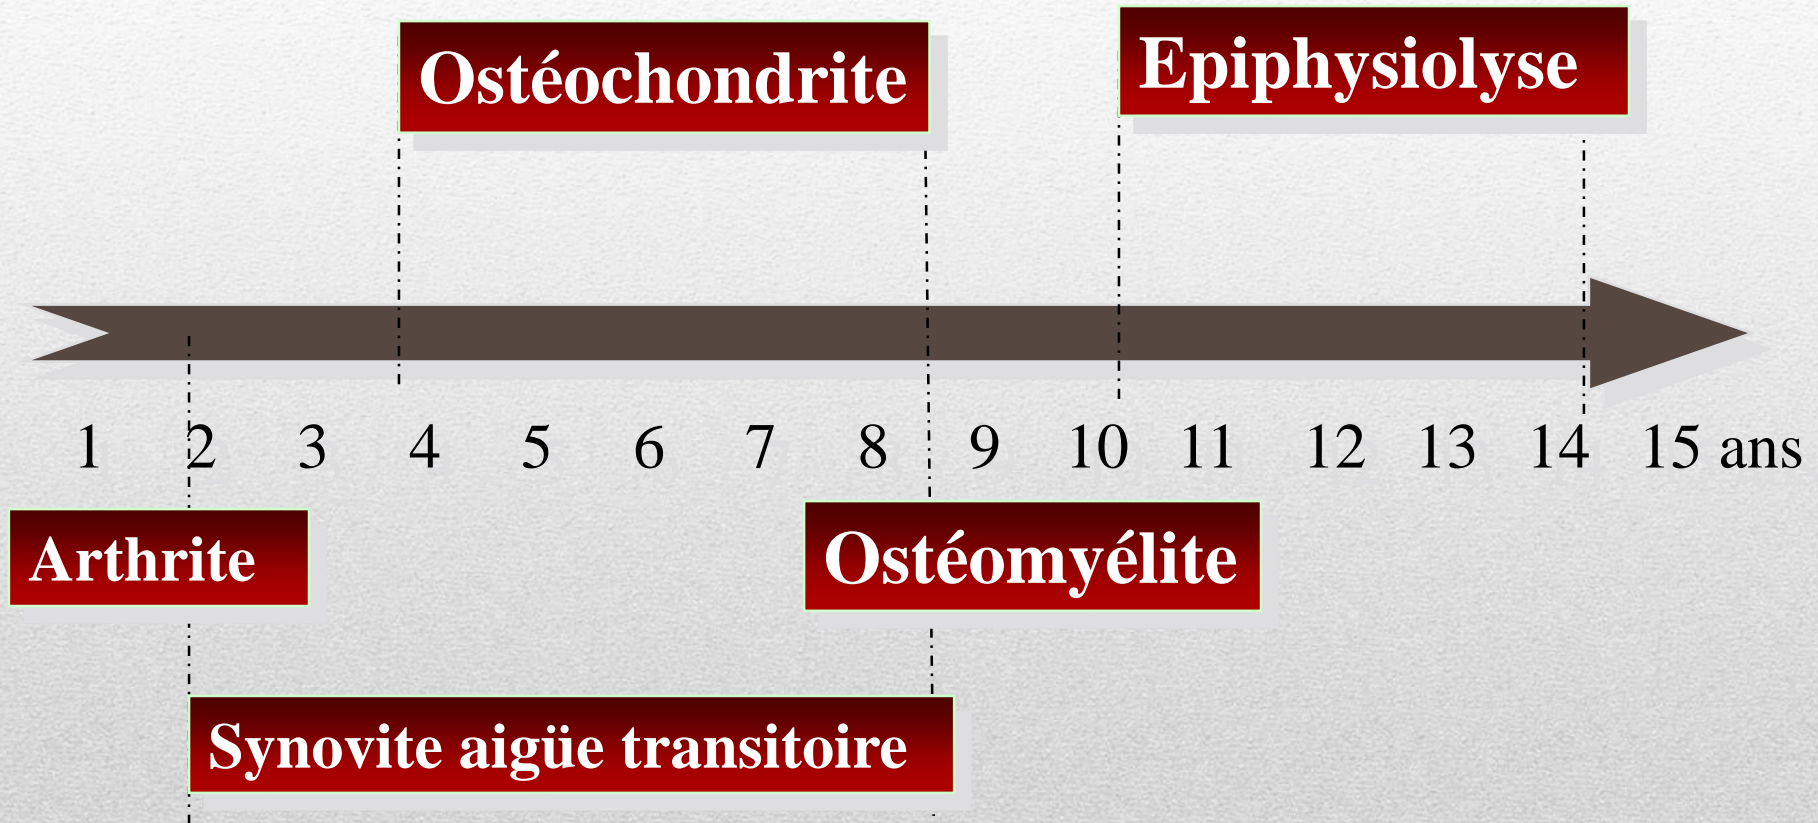 Ostéochondrite
Epiphysiolyse
1 2 3 4 5 6 7 8 9 10 11 12 13 14 15 ans
Arthrite
Ostéomyélite
Synovite aigüe transitoire